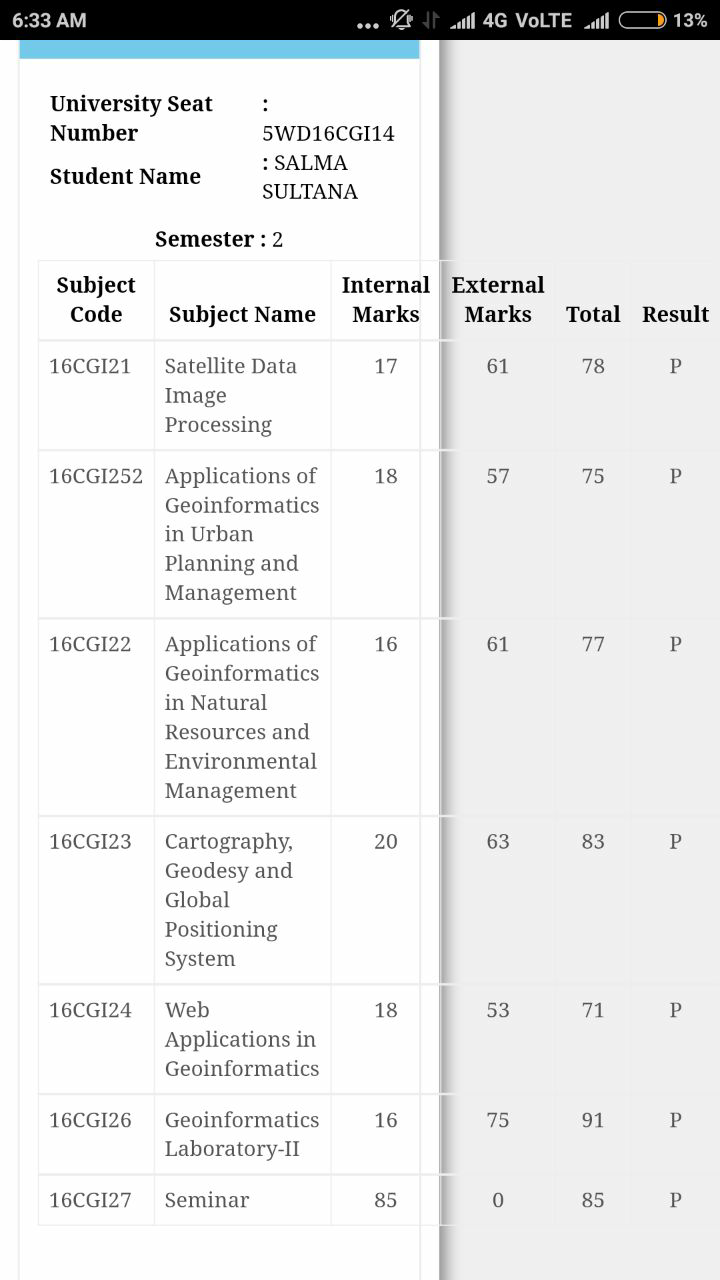 6:33 AM ... 4G VoLTE 13%
University Seat Number : 5WD16CGI14
Student Name : SALMA SULTANA
Semester : 2
Subject Code Subject Name Internal Marks External Marks Total Result
16CGI21 Satellite Data Image Processing 17 61 78 P
16CGI252 Applications of Geoinformatics in Urban Planning and Management 18 57 75 P
16CGI22 Applications of Geoinformatics in Natural Resources and Environmental Management 16 61 77 P
16CGI23 Cartography, Geodesy and Global Positioning System 20 63 83 P
16CGI24 Web Applications in Geoinformatics 18 53 71 P
16CGI26 Geoinformatics Laboratory-II 16 75 91 P
16CGI27 Seminar 85 0 85 P